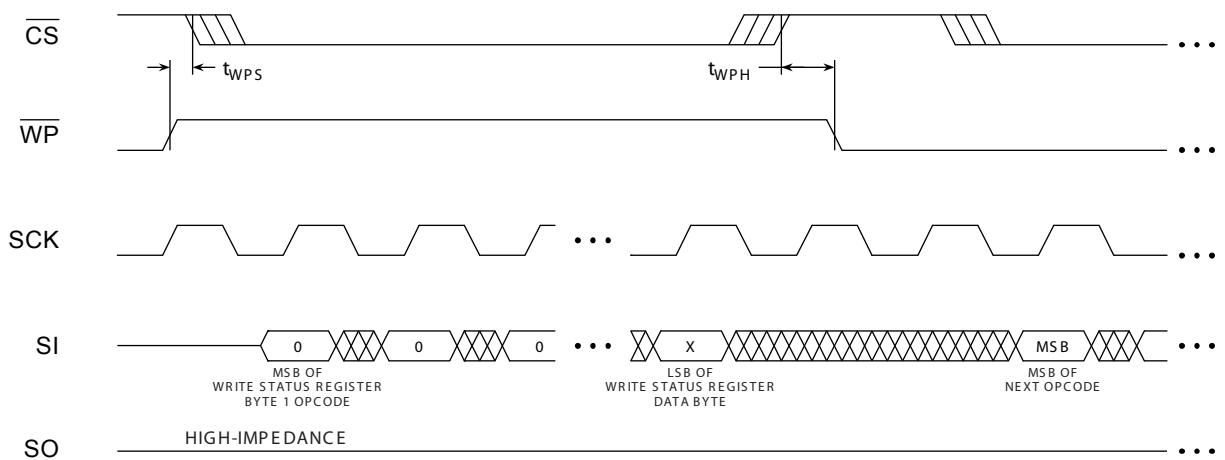 CS
tWPS
tWPH
WP
SCK
SI
0
0
0
X
MSB
MSB OF
WRITE STATUS REGISTER
BYTE 1 OPCODE
LSB OF
WRITE STATUS REGISTER
DATA BYTE
MSB OF
NEXT OPCODE
SO
HIGH-IMPEDANCE